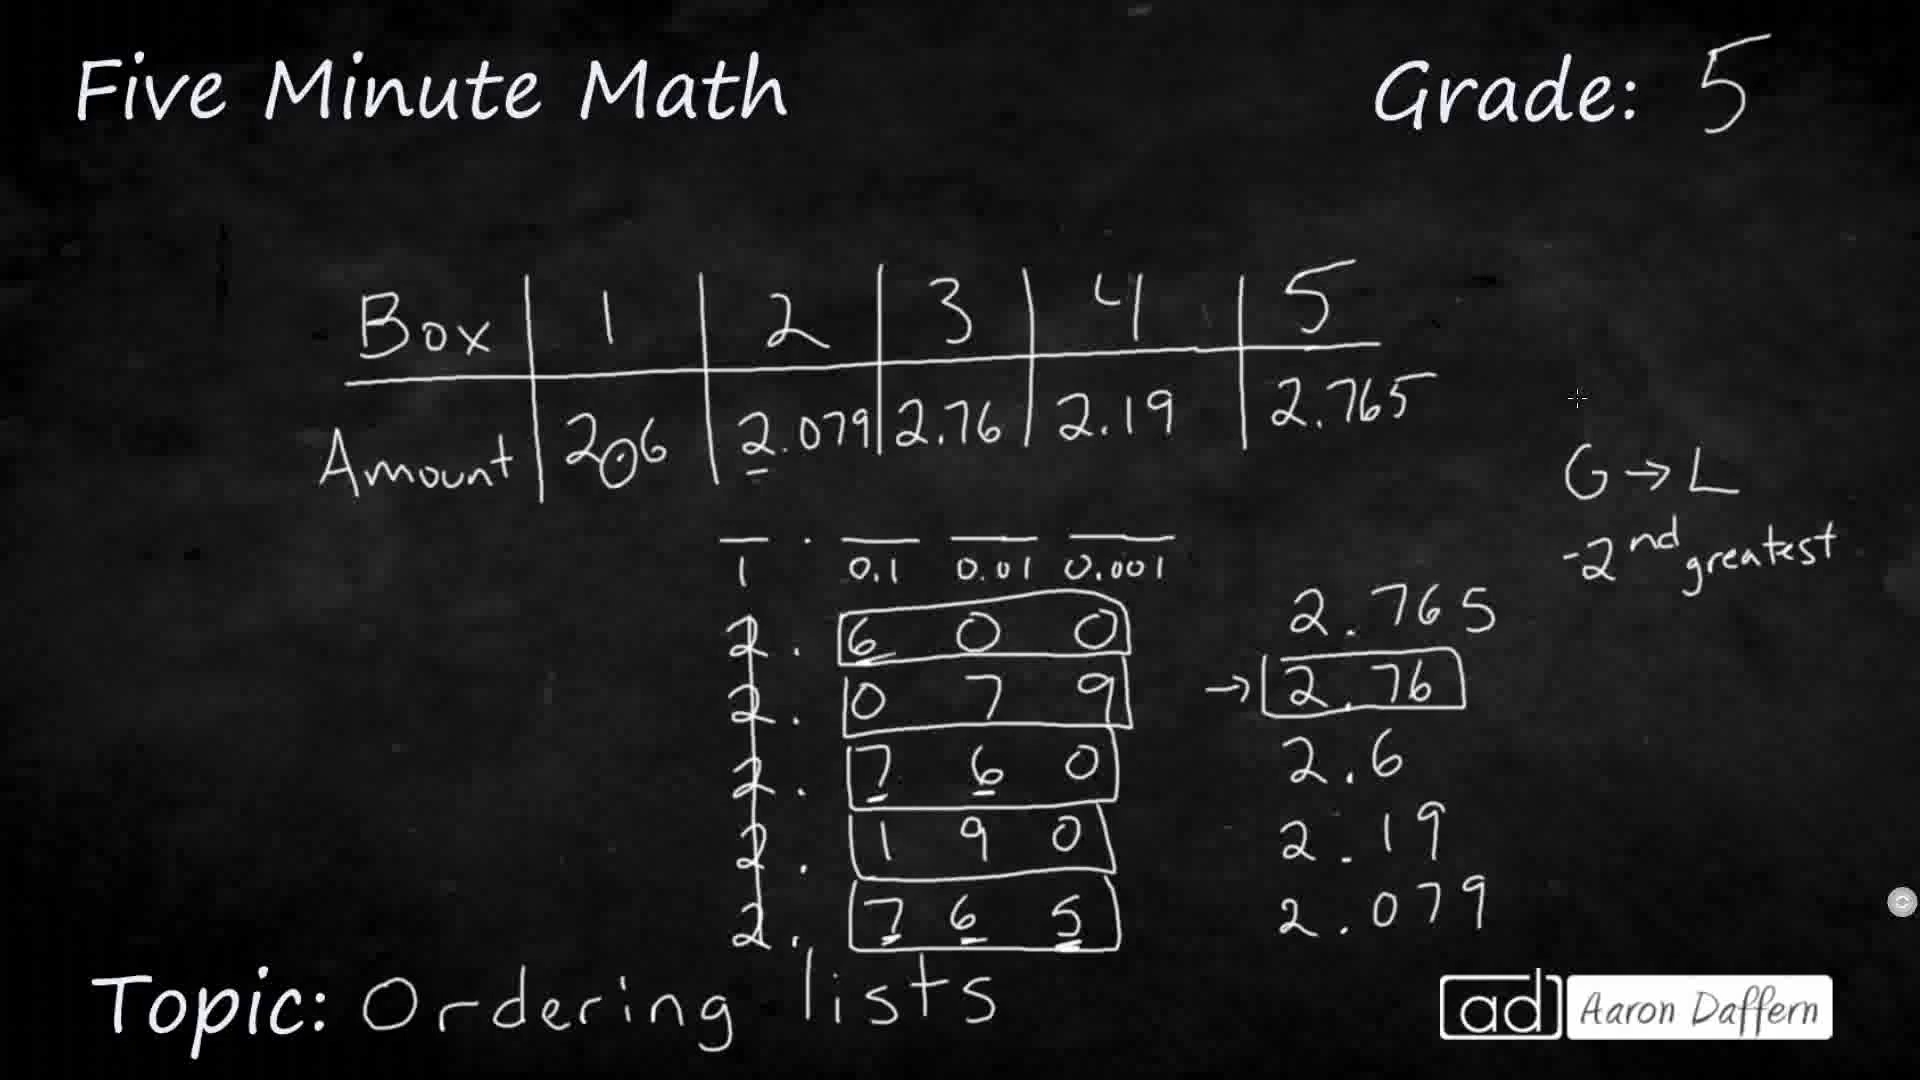 Five Minute Math
Grade: 5
Box 1 2 3 4 5
Amount 2.6 2.079 2.76 2.19 2.765
G → L
-2nd greatest
1 . 0.1 0.01 0.001
2. 6 0 0
2. 0 7 9
2. 7 6 0
2. 1 9 0
2. 7 6 5
2.765
→ 2.76
2.6
2.19
2.079
Topic: Ordering lists
ad Aaron Daffern